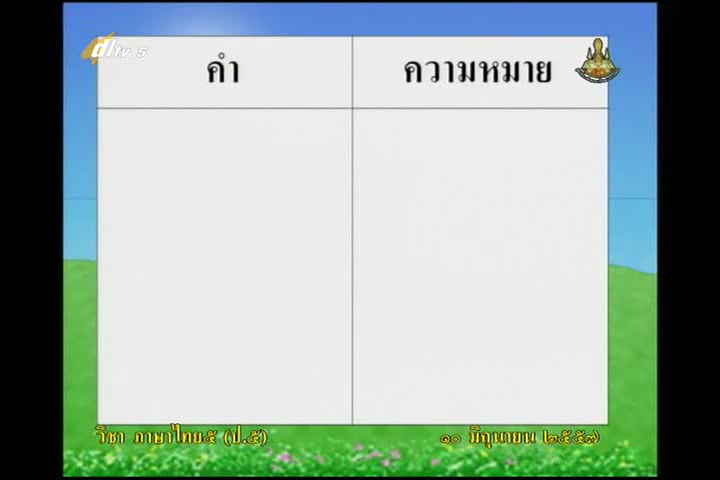 dltv 5
คำ ความหมาย
วิชา ภาษาไทย๕ (ป.๕) ๑๐ มิถุนายน ๒๕๕๗